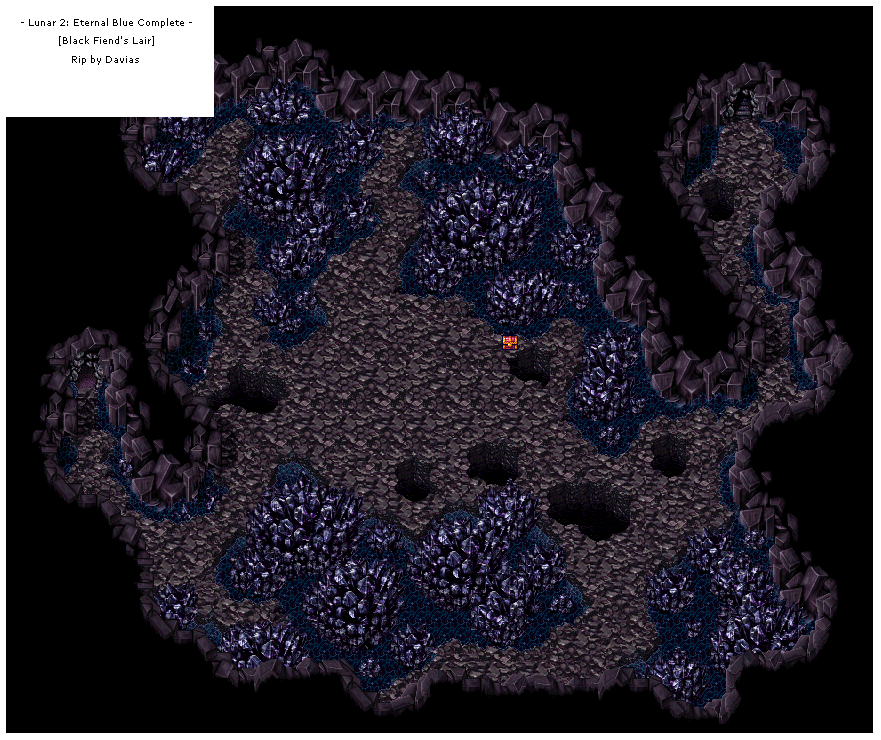 - Lunar 2: Eternal Blue Complete -
[Black Fiend's Lair]
Rip by Davias